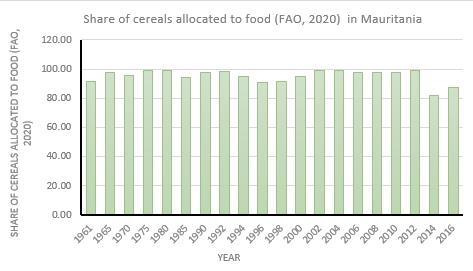 Share of cereals allocated to food (FAO, 2020)  in Mauritania
SHARE OF CEREALS ALLOCATED TO FOOD (FAO,
2020)
120.00
100.00
80.00
60.00
40.00
20.00
0.00
1961 1965 1970 1975 1980 1985 1990 1992 1994 1996 1998 2000 2002 2004 2006 2008 2010 2012 2014 2016
YEAR